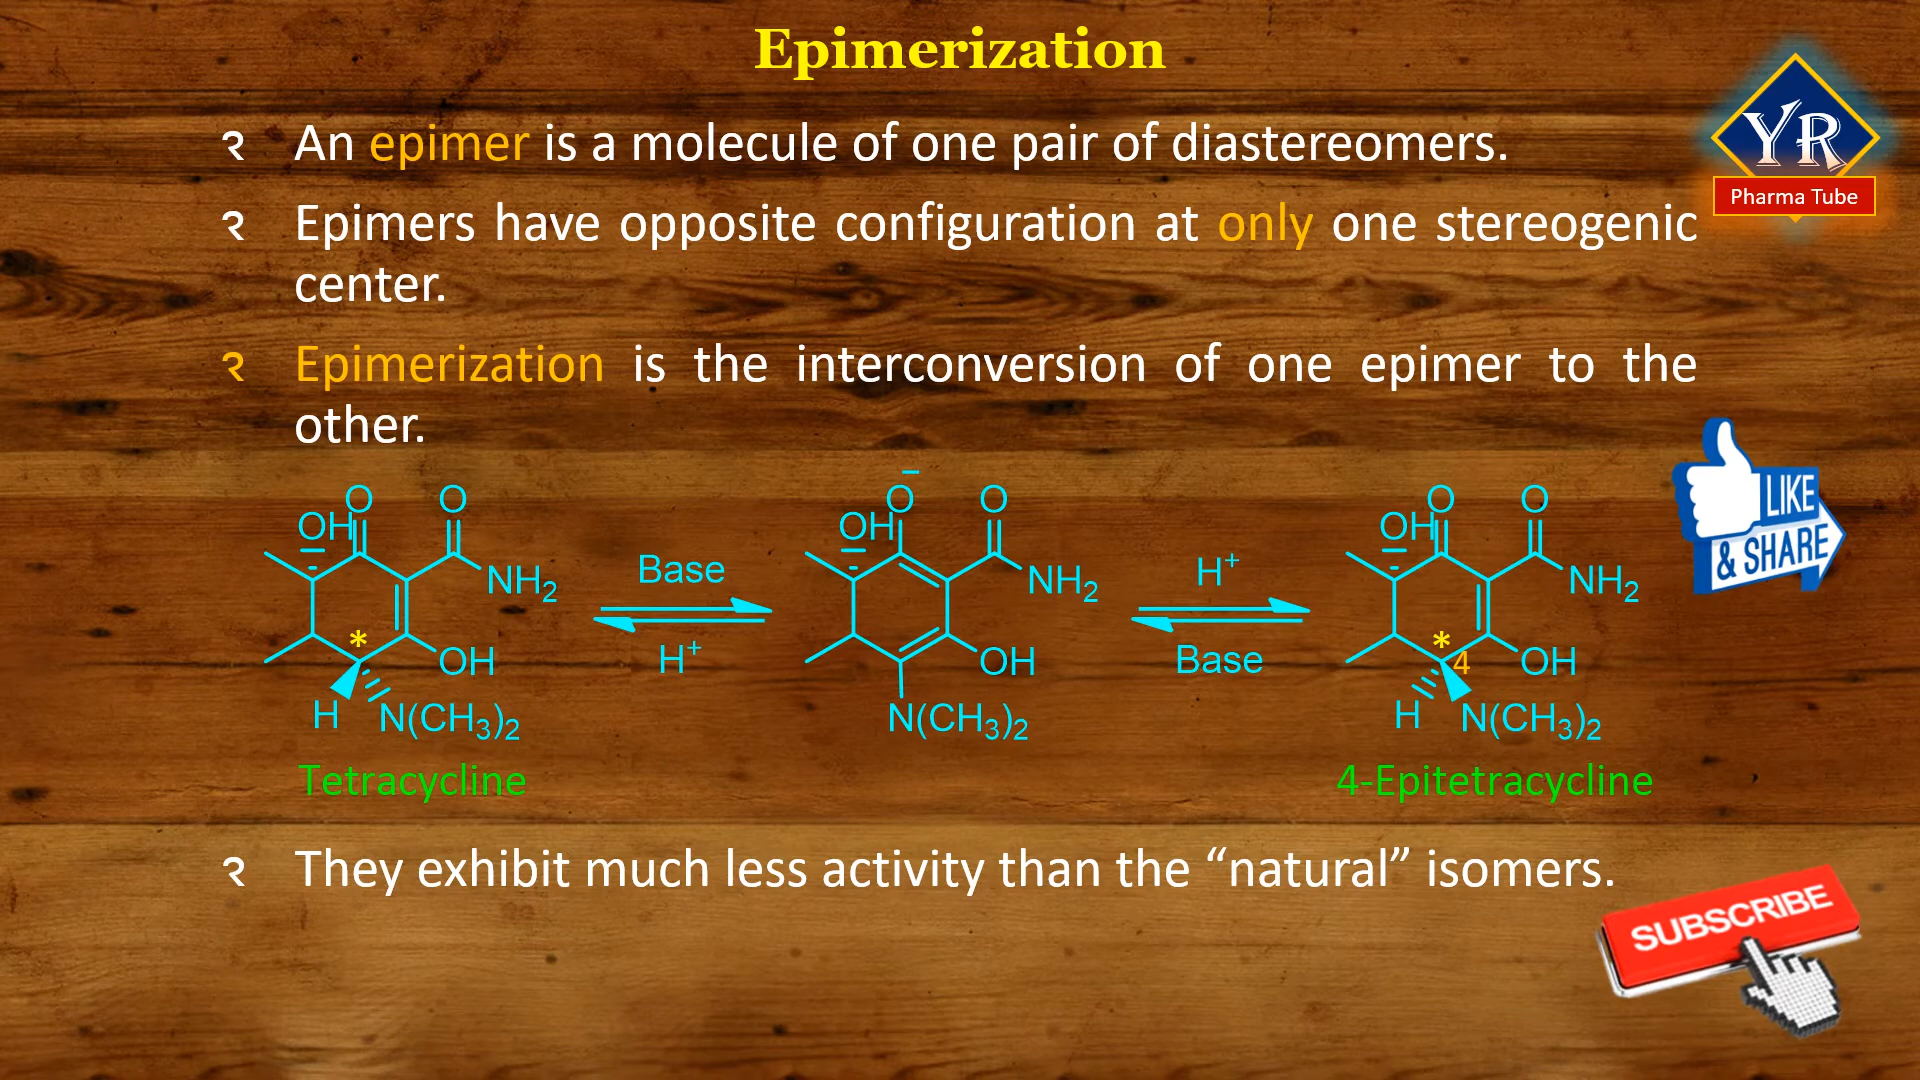 Epimerization
YR
Pharma Tube
An epimer is a molecule of one pair of diastereomers.
Epimers have opposite configuration at only one stereogenic
center.
Epimerization is the interconversion of one epimer to the
other.
LIKE
& SHARE
O O
OH
NH₂
*
OH
H N(CH₃)₂
Tetracycline
Base
H⁺
O⁻ O
OH
NH₂
OH
N(CH₃)₂
H⁺
Base
O O
OH
NH₂
*
4
OH
H N(CH₃)₂
4-Epitetracycline
They exhibit much less activity than the “natural” isomers.
SUBSCRIBE